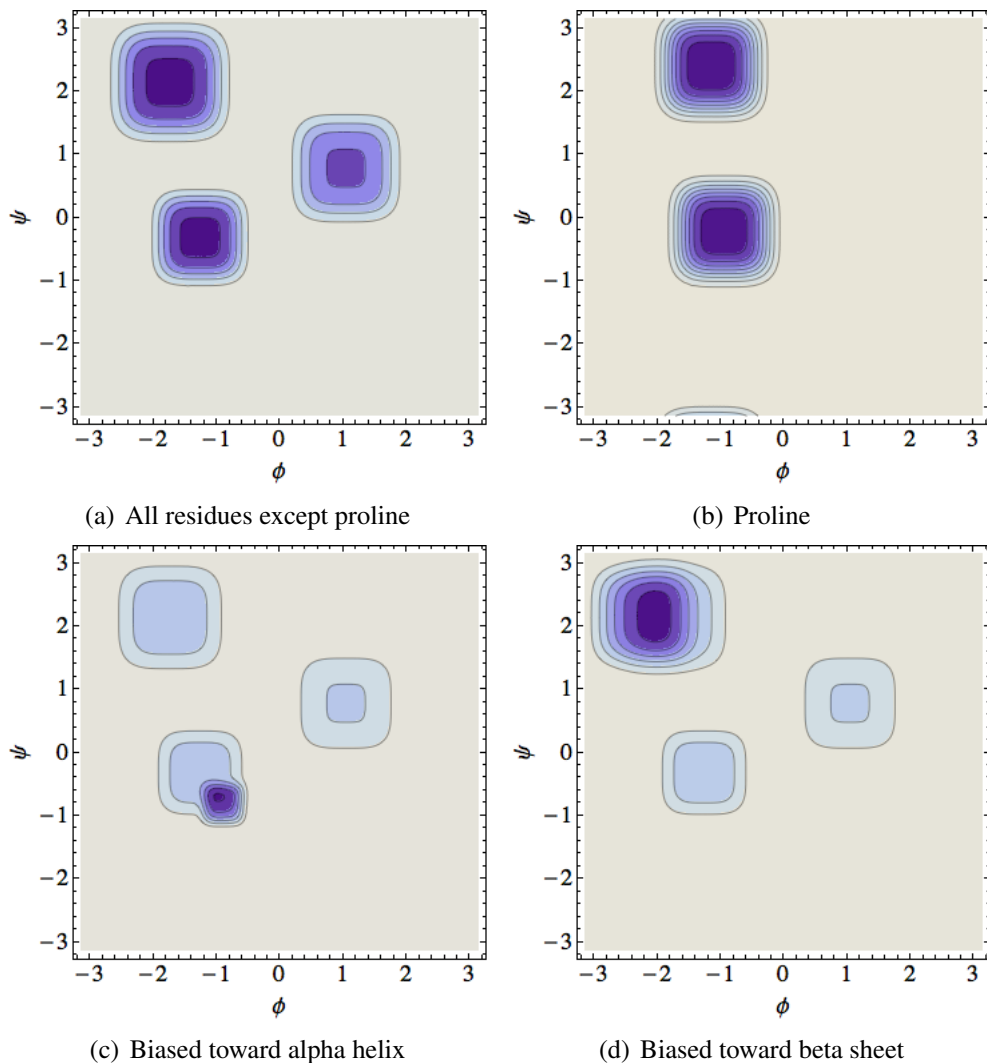 3
2
1
0
−1
−2
−3
−3 −2 −1 0 1 2 3
ψ
ϕ
(a) All residues except proline
3
2
1
0
−1
−2
−3
−3 −2 −1 0 1 2 3
ψ
ϕ
(b) Proline
3
2
1
0
−1
−2
−3
−3 −2 −1 0 1 2 3
ψ
ϕ
(c) Biased toward alpha helix
3
2
1
0
−1
−2
−3
−3 −2 −1 0 1 2 3
ψ
ϕ
(d) Biased toward beta sheet